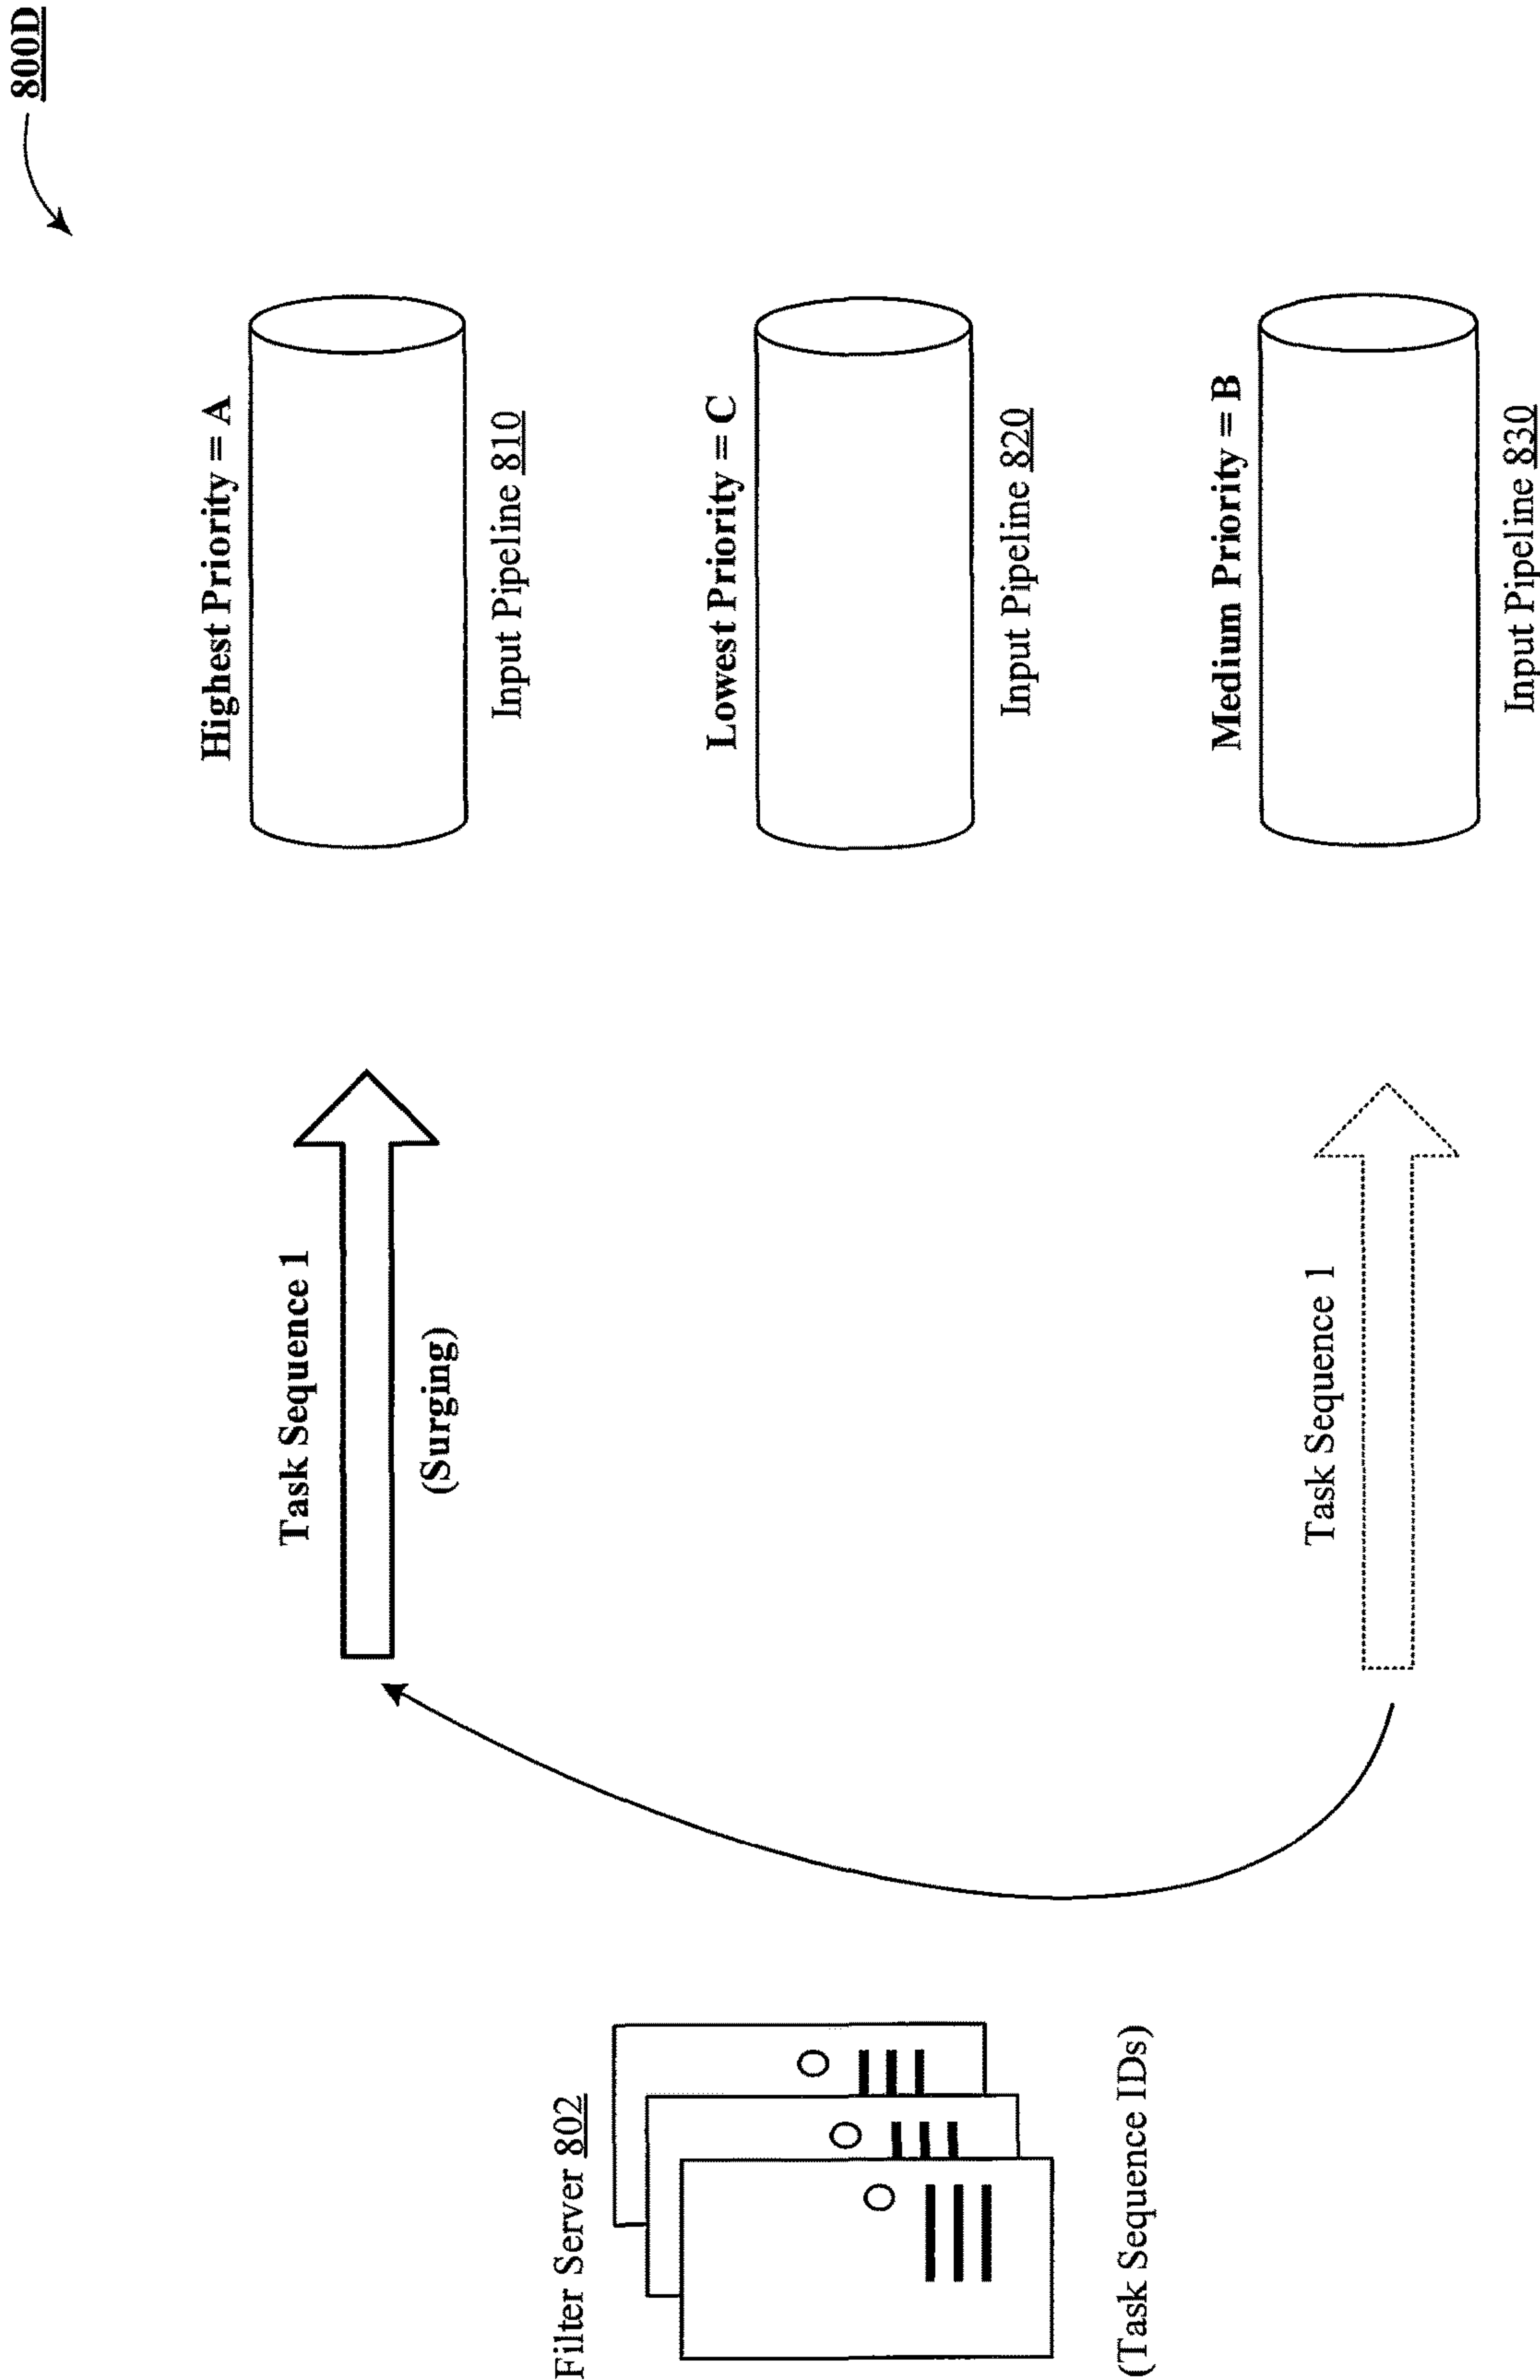 800D
Highest Priority = A
Input Pipeline 810
Lowest Priority = C
Input Pipeline 820
Medium Priority = B
Input Pipeline 830
Task Sequence 1
(Surging)
Task Sequence 1
Filter Server 802
(Task Sequence IDs)